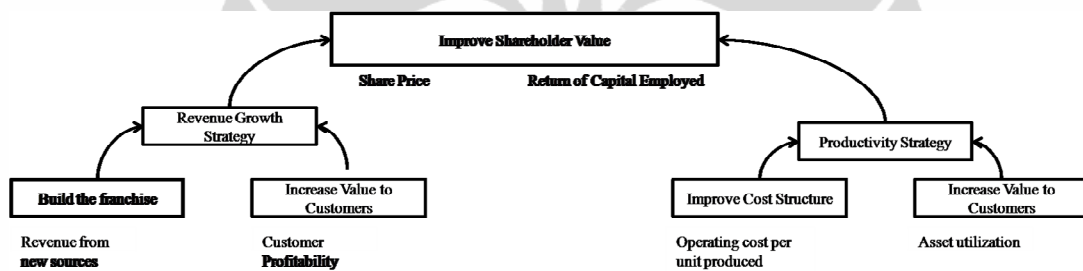 Improve Shareholder Value
Share Price Return of Capital Employed
Revenue Growth
Strategy
Productivity Strategy
Build the franchise
Increase Value to
Customers
Improve Cost Structure
Increase Value to
Customers
Revenue from
new sources
Customer
Profitability
Operating cost per
unit produced
Asset utilization